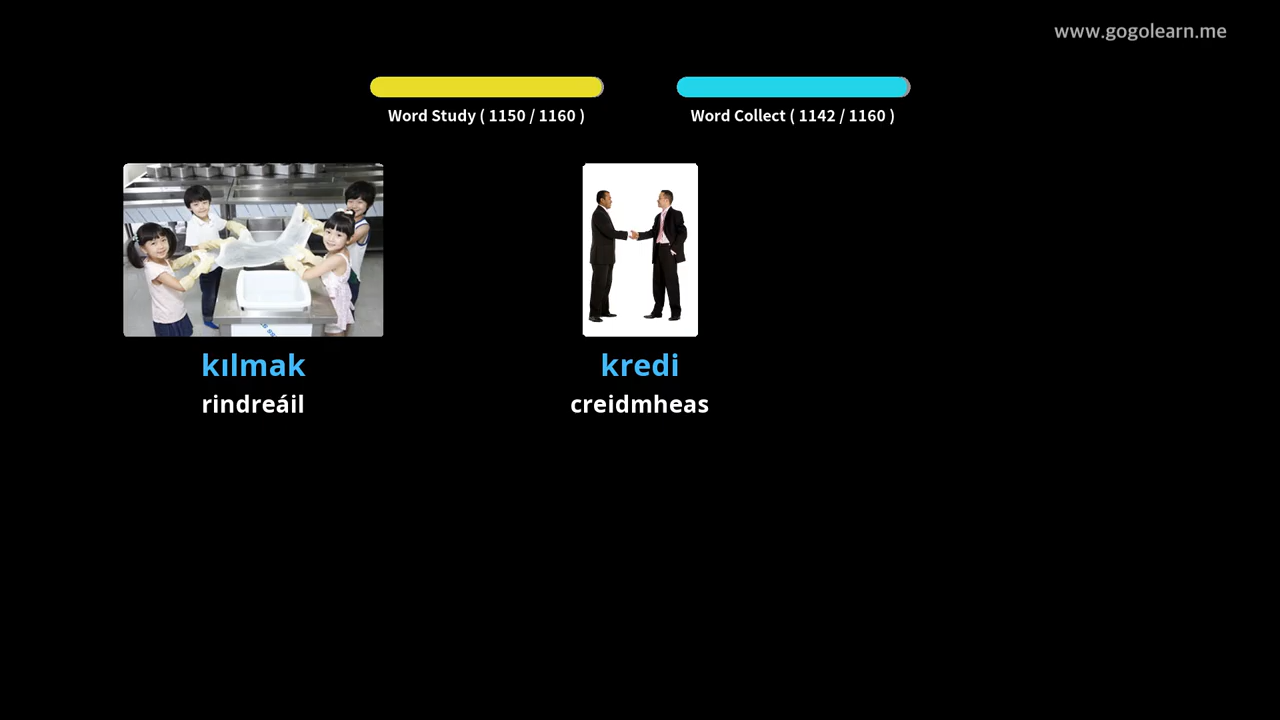 www.gogolearn.me
Word Study ( 1150 / 1160 )
Word Collect ( 1142 / 1160 )
kılmak
kredi
rindreáil
creidmheas